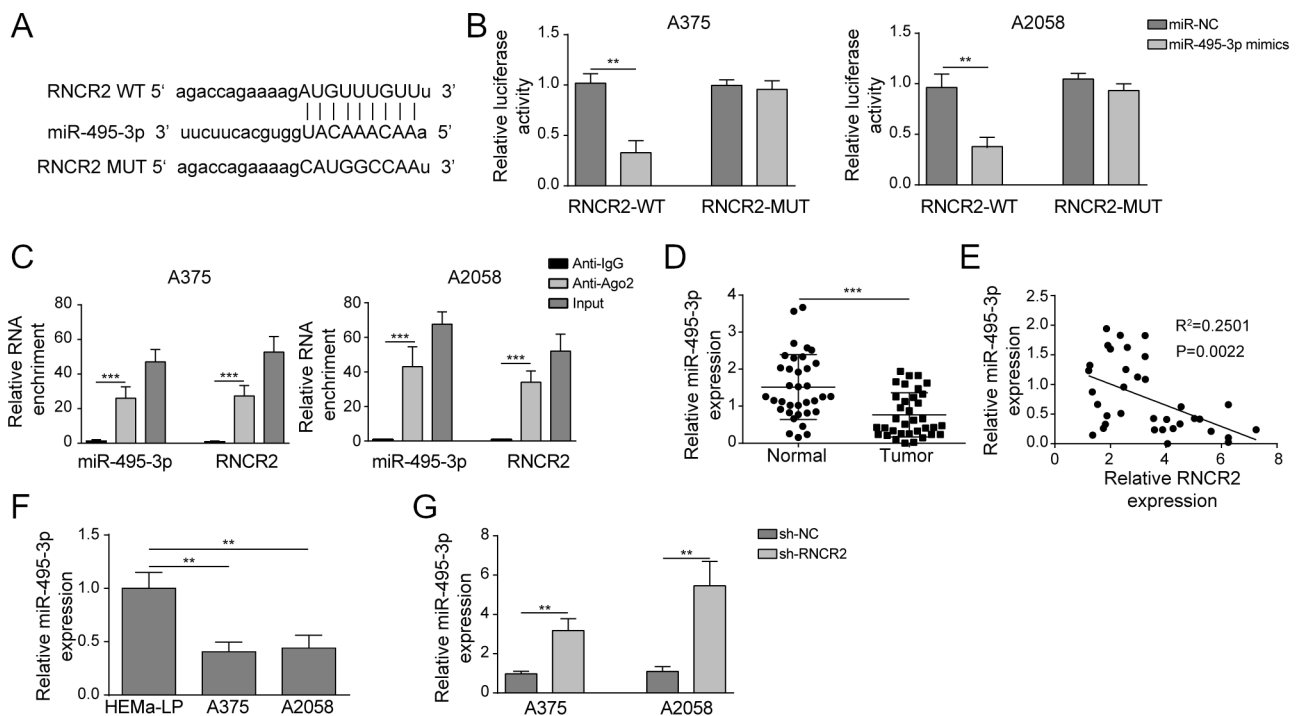 A
RNCR2 WT 5‘ agaccagaaaagAUGUUUGUUu 3’
miR-495-3p 3’ uucuucacguggUACAAACAAa 5’
RNCR2 MUT 5‘ agaccagaaaagCAUGGCCAAu 3’
B
A375
Relative luciferase
activity
1.5
1.0
0.5
0.0
**
RNCR2-WT RNCR2-MUT
A2058
Relative luciferase
activity
1.5
1.0
0.5
0.0
**
RNCR2-WT RNCR2-MUT
miR-NC
miR-495-3p mimics
C
A375
Relative RNA
enchriment
80
60
40
20
0
*** ***
miR-495-3p RNCR2
A2058
Relative RNA
enchriment
80
60
40
20
0
*** ***
miR-495-3p RNCR2
Anti-IgG
Anti-Ago2
Input
D
Relative miR-495-3p
expression
4
3
2
1
0
***
Normal Tumor
E
Relative miR-495-3p
expression
2.5
2.0
1.5
1.0
0.5
0.0
R²=0.2501
P=0.0022
0 2 4 6 8
Relative RNCR2
expression
F
Relative miR-495-3p
expression
1.5
1.0
0.5
0.0
**
**
HEMa-LP A375 A2058
G
Relative miR-495-3p
expression
8
6
4
2
0
** **
A375 A2058
sh-NC
sh-RNCR2